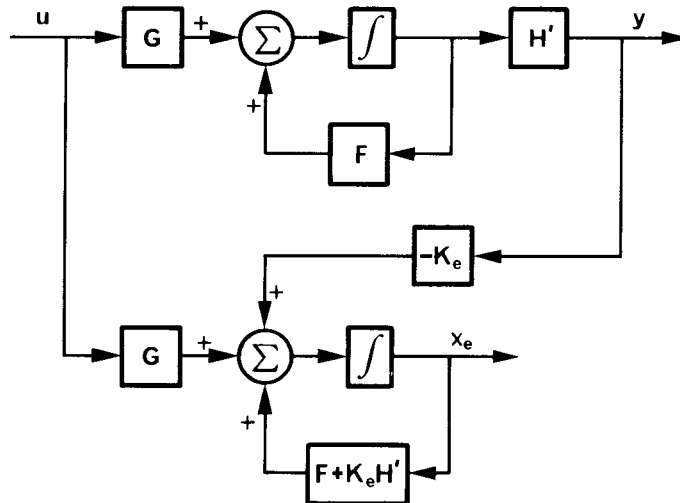 u
G
+
Σ
∫
H′
y
+
F
−Kₑ
+
G
+
Σ
∫
xₑ
+
F+KₑH′